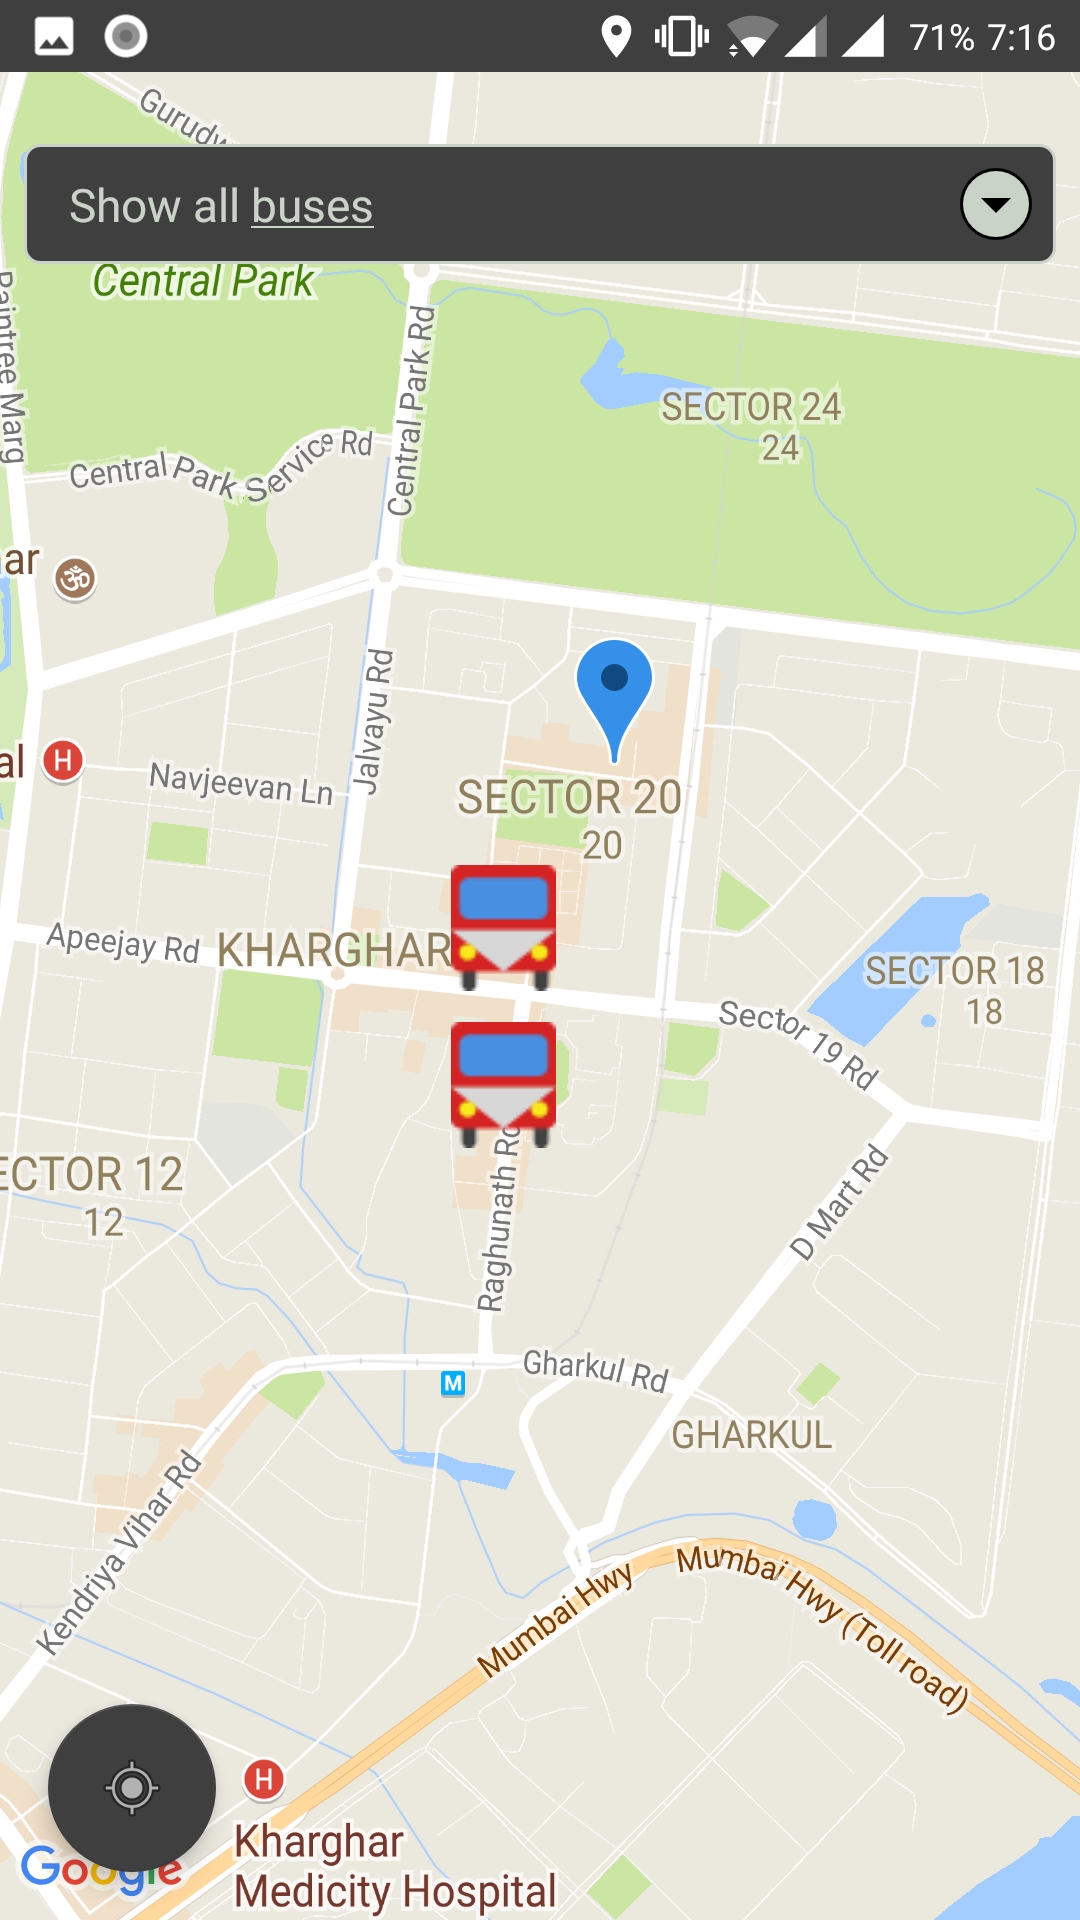 71% 7:16
Gurudw
Show all buses
Central Park
Raintree Marg
Central Park Rd
SECTOR 24
24
Central Park Service Rd
ar
Jalvayu Rd
al
H
Navjeevan Ln
SECTOR 20
20
Apeejay Rd
KHARGHAR
SECTOR 18
18
Sector 19 Rd
ECTOR 12
12
Raghunath Rd
D Mart Rd
Gharkul Rd
M
GHARKUL
Kendriya Vihar Rd
Mumbai Hwy
Mumbai Hwy (Toll road)
H
Kharghar
Medicity Hospital
Google